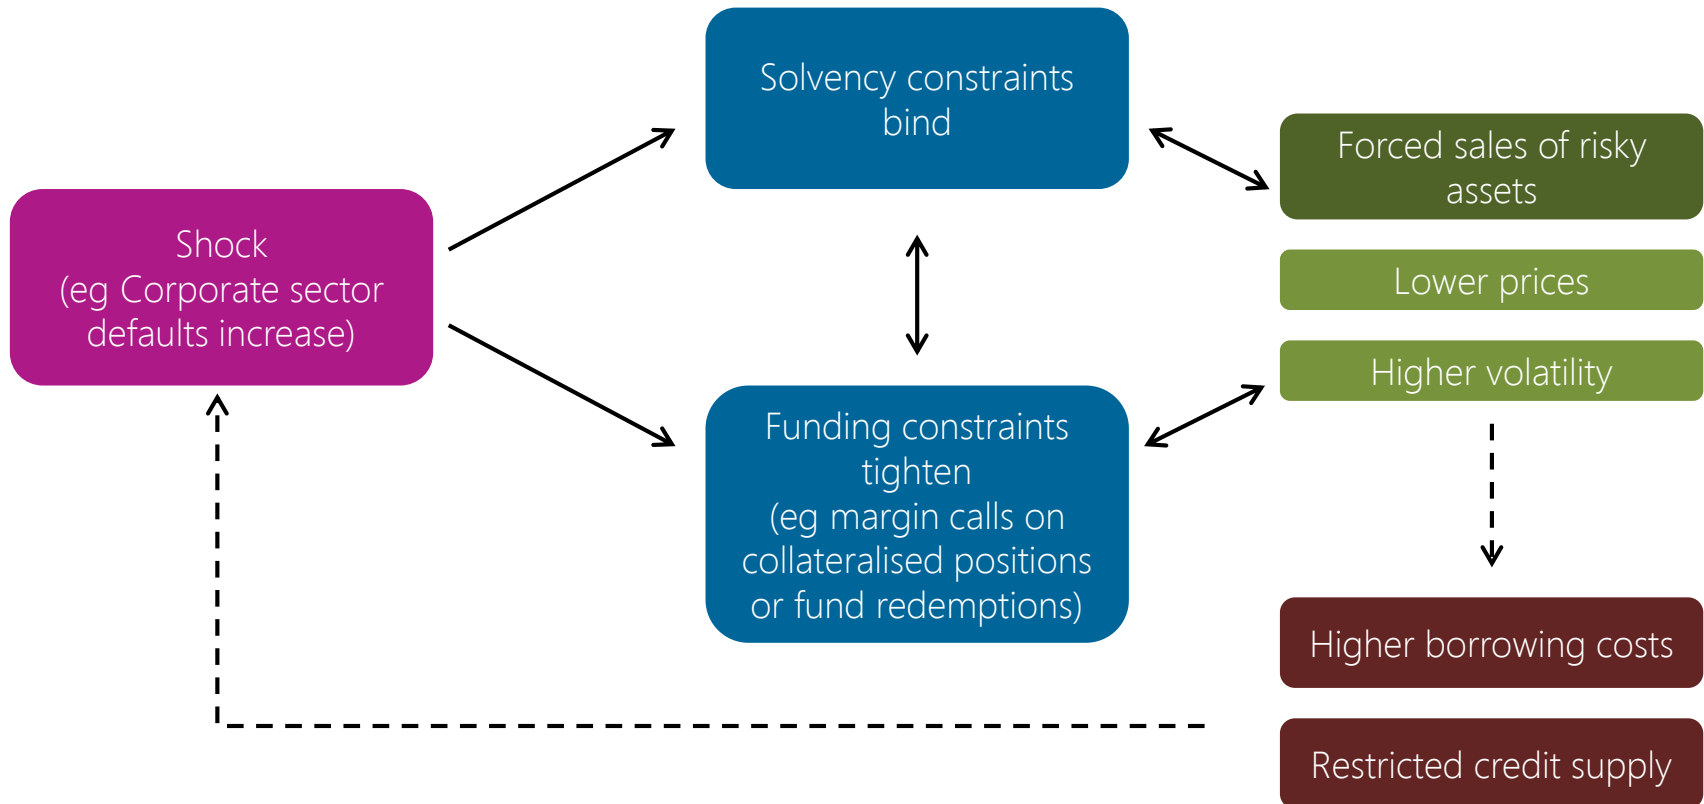 Shock
(eg Corporate sector
defaults increase)
Solvency constraints
bind
Funding constraints
tighten
(eg margin calls on
collateralised positions
or fund redemptions)
Forced sales of risky
assets
Lower prices
Higher volatility
Higher borrowing costs
Restricted credit supply